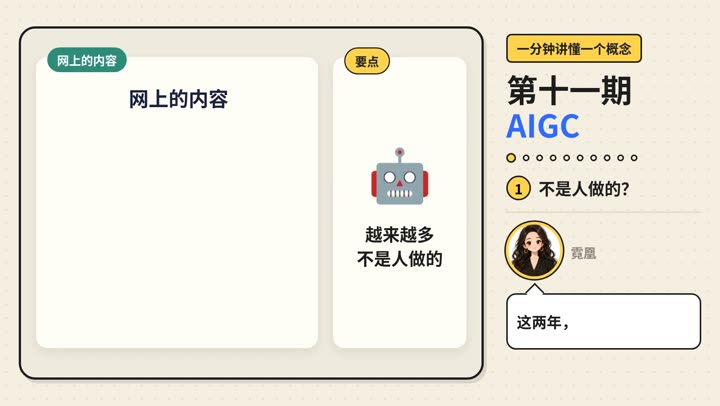 网上的内容
网上的内容
要点
越来越多
不是人做的
一分钟讲懂一个概念
第十一期
AIGC
1 不是人做的？
霓凰
这两年，